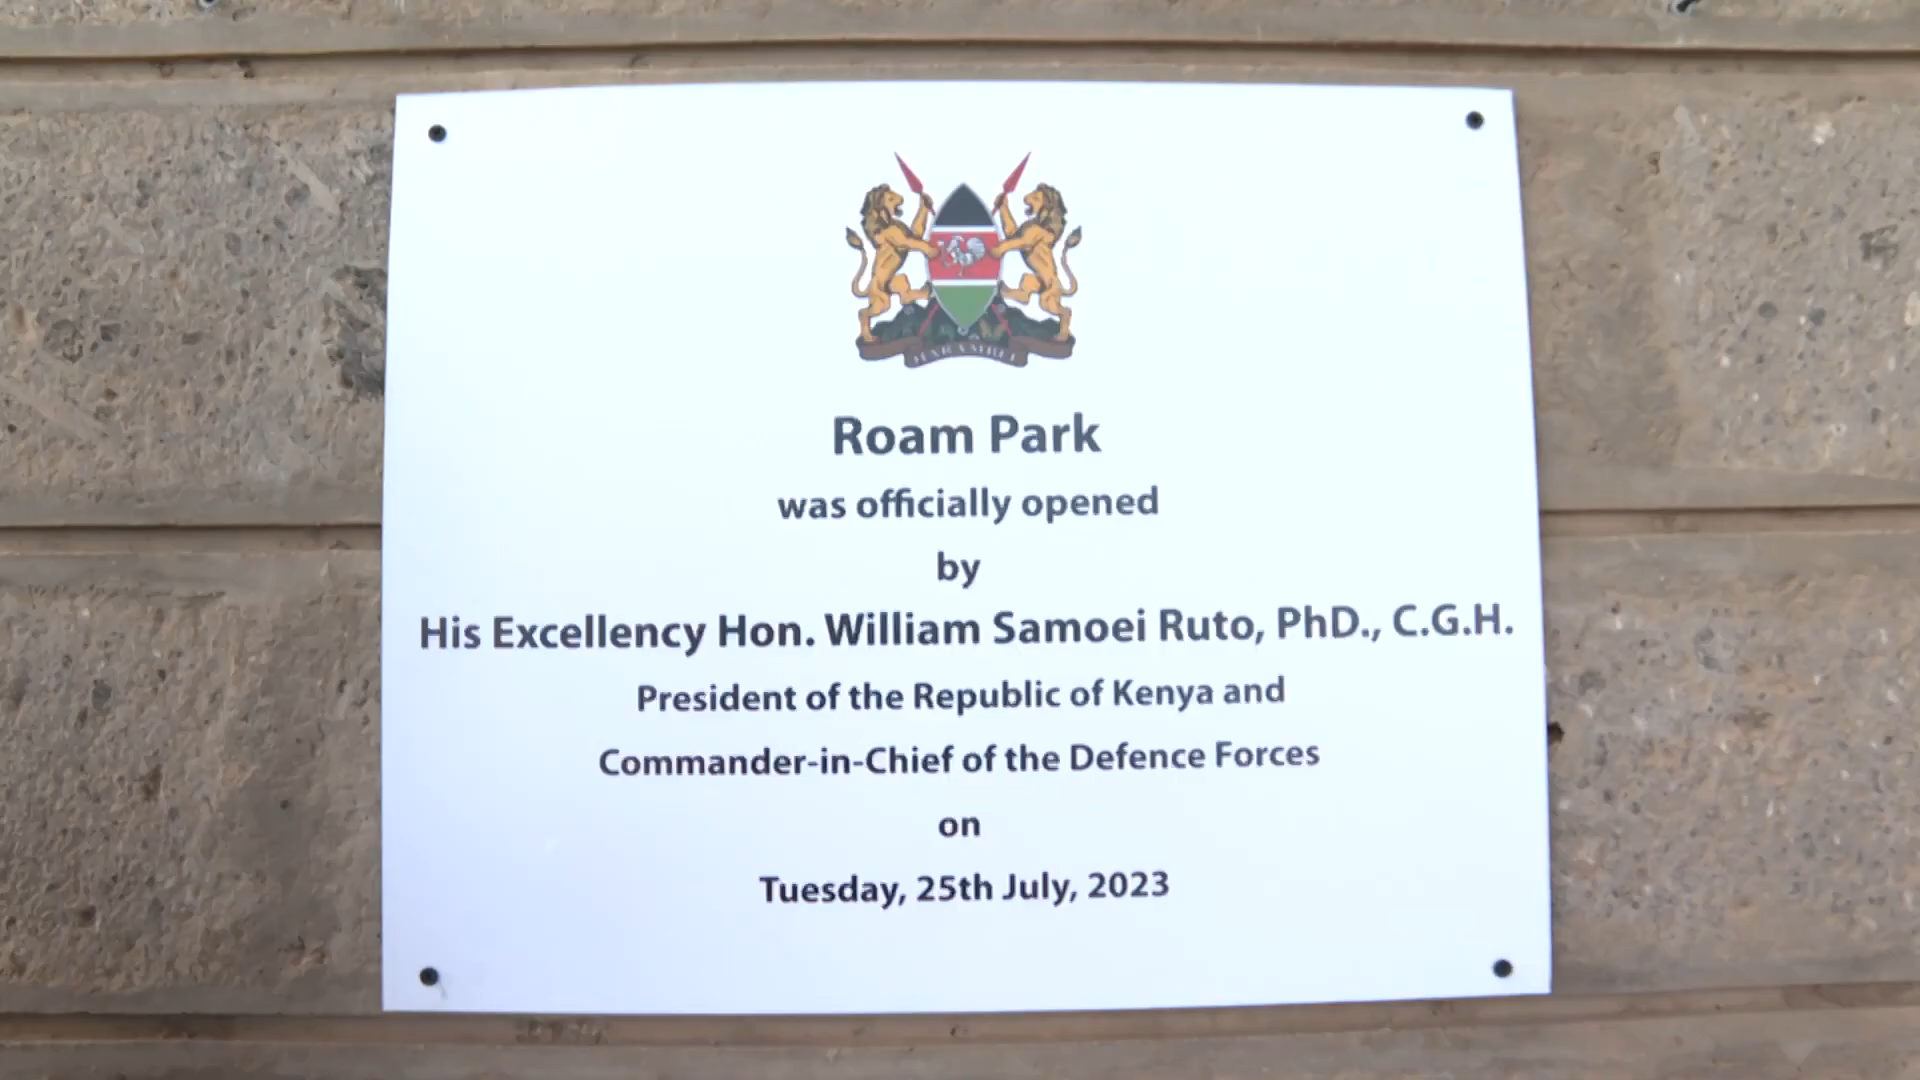 HARAMBEE
Roam Park
was officially opened
by
His Excellency Hon. William Samoei Ruto, PhD., C.G.H.
President of the Republic of Kenya and
Commander-in-Chief of the Defence Forces
on
Tuesday, 25th July, 2023